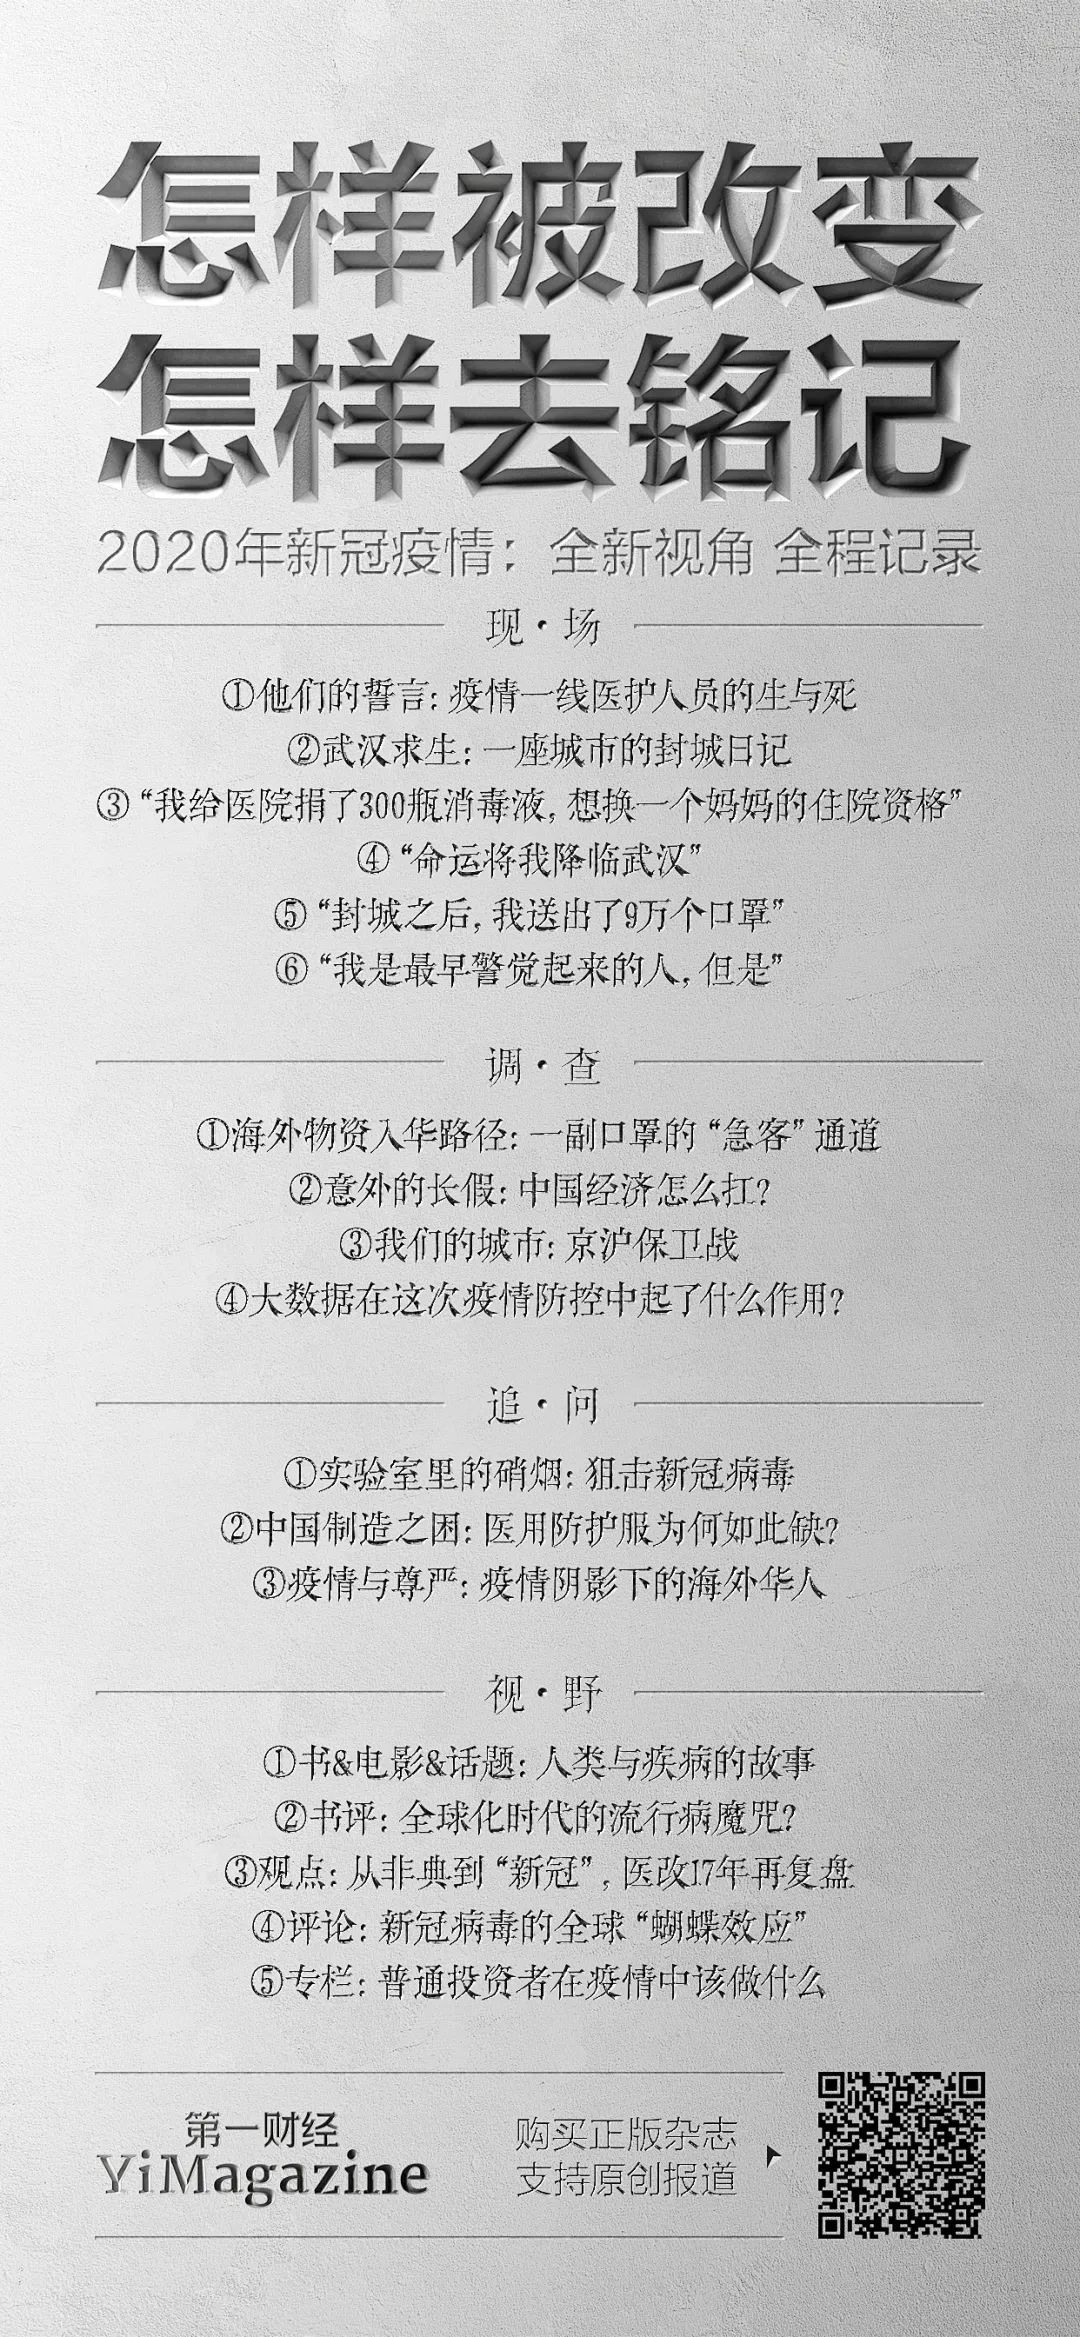 怎样被改变
怎样去铭记
2020年新冠疫情：全新视角 全程记录
现·场
①他们的誓言：疫情一线医护人员的生与死
②武汉求生：一座城市的封城日记
③“我给医院捐了300瓶消毒液，想换一个妈妈的住院资格”
④“命运将我降临武汉”
⑤“封城之后，我送出了9万个口罩”
⑥“我是最早警觉起来的人，但是”
调·查
①海外物资入华路径：一副口罩的“急客”通道
②意外的长假：中国经济怎么扛？
③我们的城市：京沪保卫战
④大数据在这次疫情防控中起了什么作用？
追·问
①实验室里的硝烟：狙击新冠病毒
②中国制造之困：医用防护服为何如此缺？
③疫情与尊严：疫情阴影下的海外华人
视·野
①书&电影&话题：人类与疾病的故事
②书评：全球化时代的流行病魔咒？
③观点：从非典到“新冠”，医改17年再复盘
④评论：新冠病毒的全球“蝴蝶效应”
⑤专栏：普通投资者在疫情中该做什么
第一财经
YiMagazine
购买正版杂志
支持原创报道